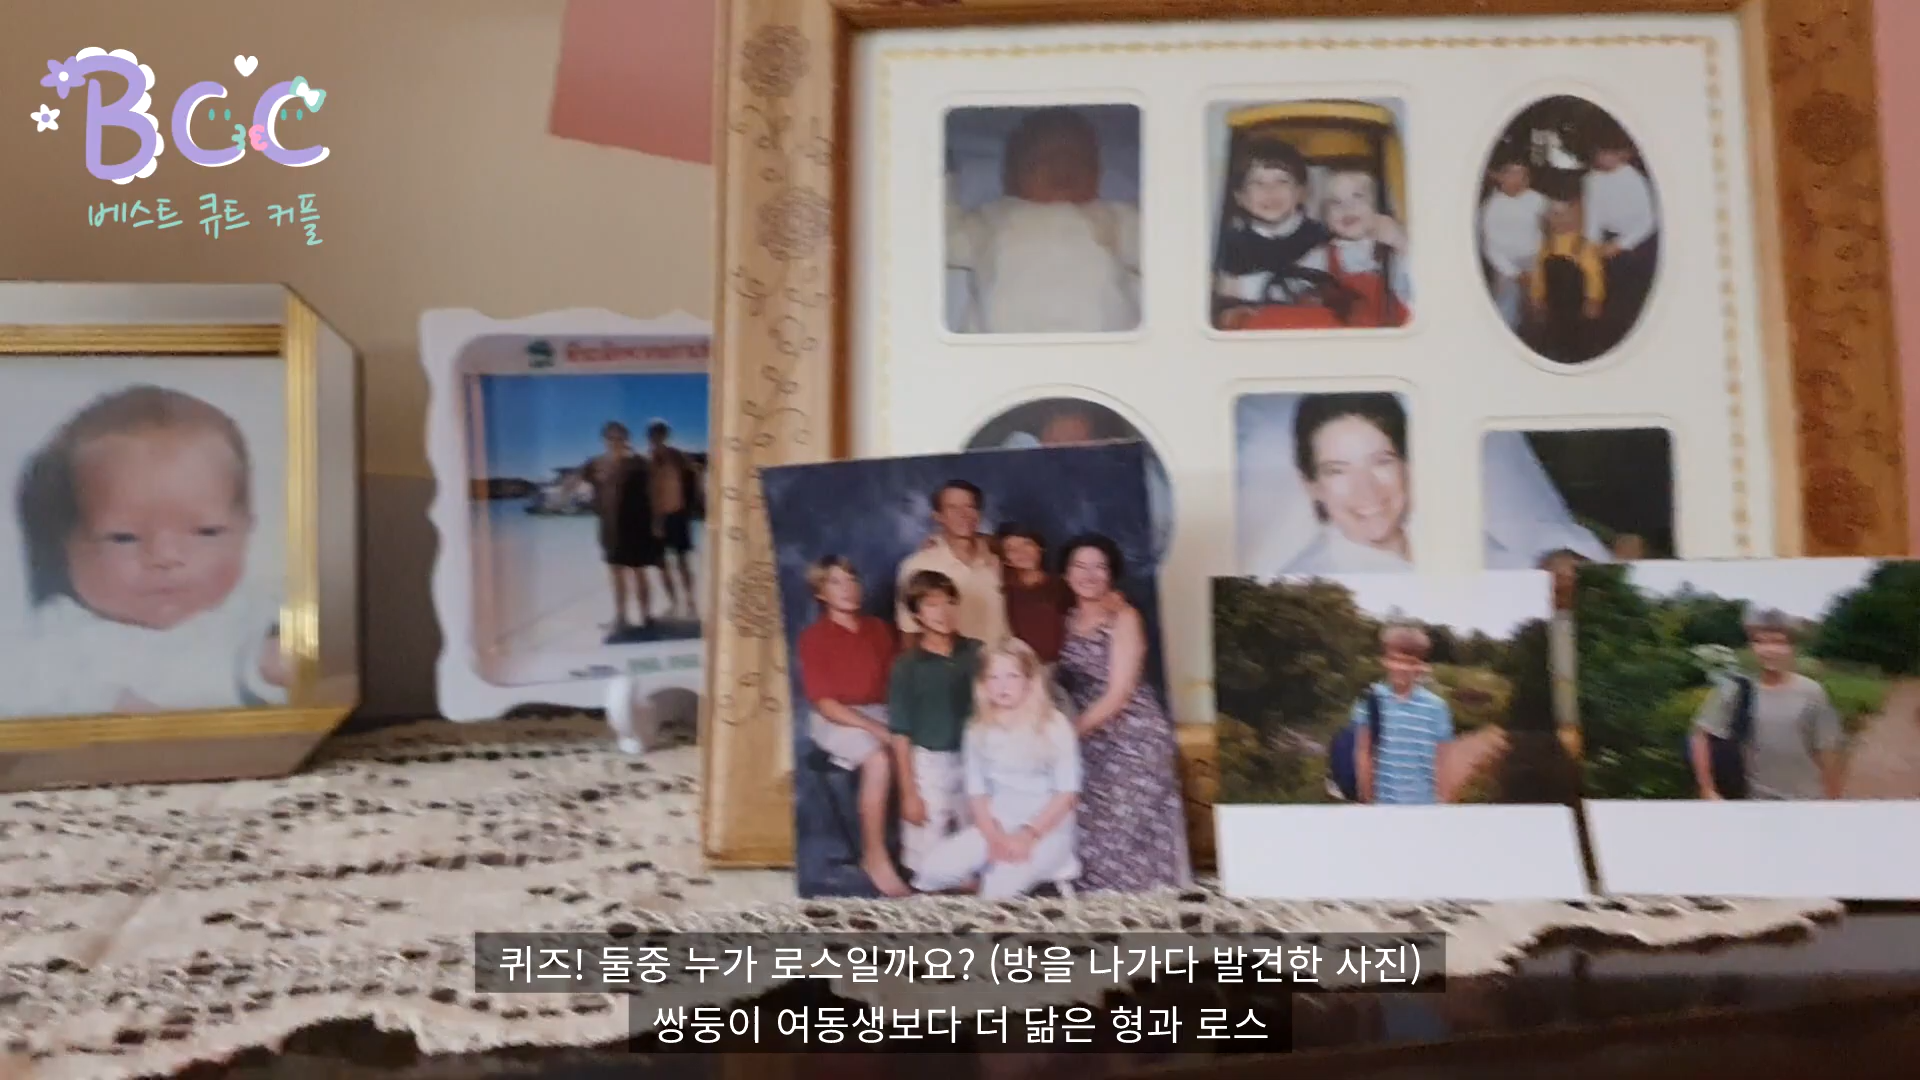 BCC
베스트 큐트 커플
퀴즈! 둘중 누가 로스일까요? (방을 나가다 발견한 사진)
쌍둥이 여동생보다 더 닮은 형과 로스